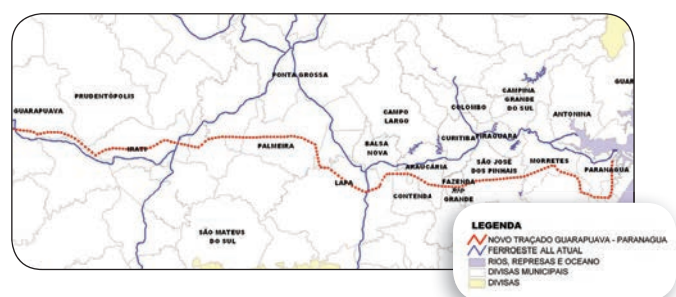 PONTA GROSSA
PRUDENTÓPOLIS
GUARAPUAVA
CAMPO
LARGO
COLOMBO
CAMPINA
GRANDE
DO SUL
GUAR
ANTONINA
IRATI
PALMEIRA
BALSA
NOVA
CURITIBA
PIRAQUARA
ARAUCÁRIA
SÃO JOSÉ
DOS PINHAIS
MORRETES
PARANAGUA
LAPA
CONTENDA
FAZENDA
RIO
GRANDE
SÃO MATEUS
DO SUL
LEGENDA
NOVO TRAÇADO GUARAPUAVA - PARANAGUA
FERROESTE ALL ATUAL
RIOS, REPRESAS E OCEANO
DIVISAS MUNICIPAIS
DIVISAS